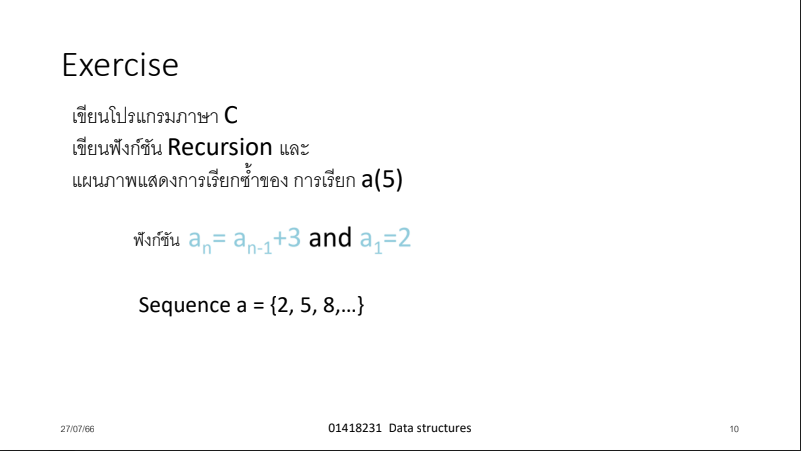 Exercise
เขียนโปรแกรมภาษา C
เขียนฟังก์ชัน Recursion และ
แผนภาพแสดงการเรียกซ้ำของ การเรียก a(5)
ฟังก์ชัน aₙ= aₙ₋₁+3 and a₁=2
Sequence a = {2, 5, 8,…}
27/07/66 01418231 Data structures 10